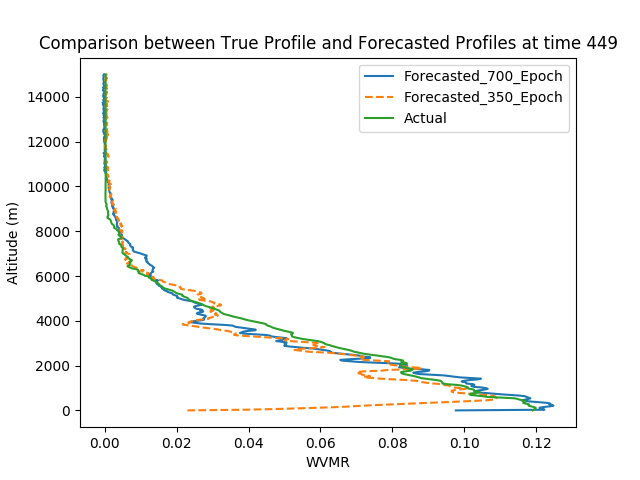 Comparison between True Profile and Forecasted Profiles at time 449
Forecasted_700_Epoch
Forecasted_350_Epoch
Actual
Altitude (m)
14000
12000
10000
8000
6000
4000
2000
0
0.00 0.02 0.04 0.06 0.08 0.10 0.12
WVMR